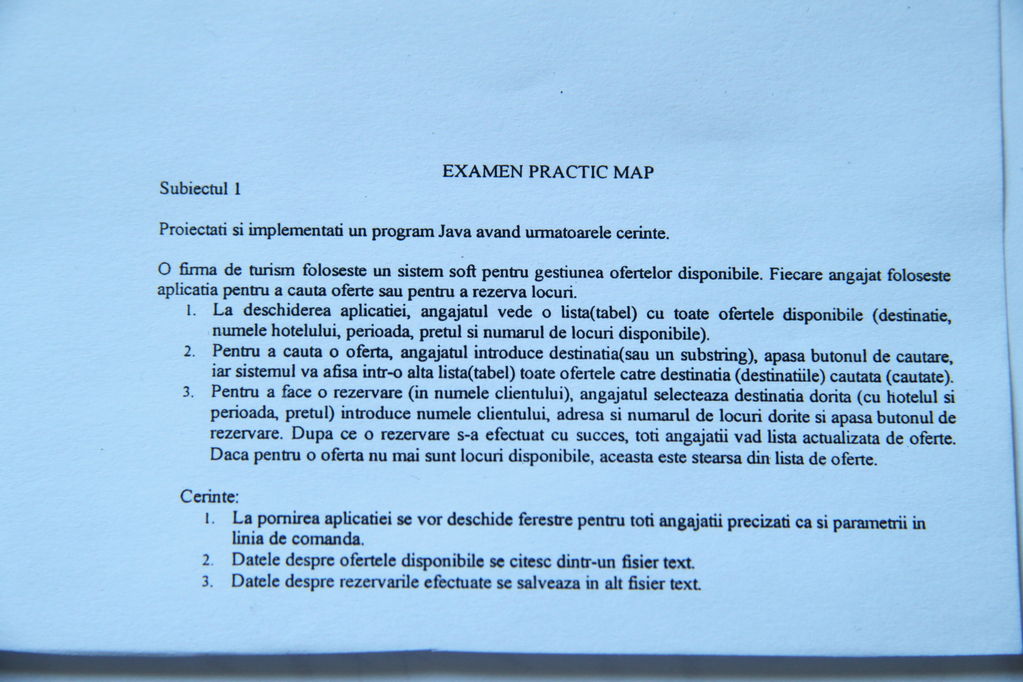 EXAMEN PRACTIC MAP
Subiectul 1
Proiectati si implementati un program Java avand urmatoarele cerinte.
O firma de turism foloseste un sistem soft pentru gestiunea ofertelor disponibile. Fiecare angajat foloseste
aplicatia pentru a cauta oferte sau pentru a rezerva locuri.
1. La deschiderea aplicatiei, angajatul vede o lista(tabel) cu toate ofertele disponibile (destinatie,
numele hotelului, perioada, pretul si numarul de locuri disponibile).
2. Pentru a cauta o oferta, angajatul introduce destinatia(sau un substring), apasa butonul de cautare,
iar sistemul va afisa intr-o alta lista(tabel) toate ofertele catre destinatia (destinatiile) cautata (cautate).
3. Pentru a face o rezervare (in numele clientului), angajatul selecteaza destinatia dorita (cu hotelul si
perioada, pretul) introduce numele clientului, adresa si numarul de locuri dorite si apasa butonul de
rezervare. Dupa ce o rezervare s-a efectuat cu succes, toti angajatii vad lista actualizata de oferte.
Daca pentru o oferta nu mai sunt locuri disponibile, aceasta este stearsa din lista de oferte.
Cerinte:
1. La pornirea aplicatiei se vor deschide ferestre pentru toti angajatii precizati ca si parametrii in
linia de comanda.
2. Datele despre ofertele disponibile se citesc dintr-un fisier text.
3. Datele despre rezervarile efectuate se salveaza in alt fisier text.